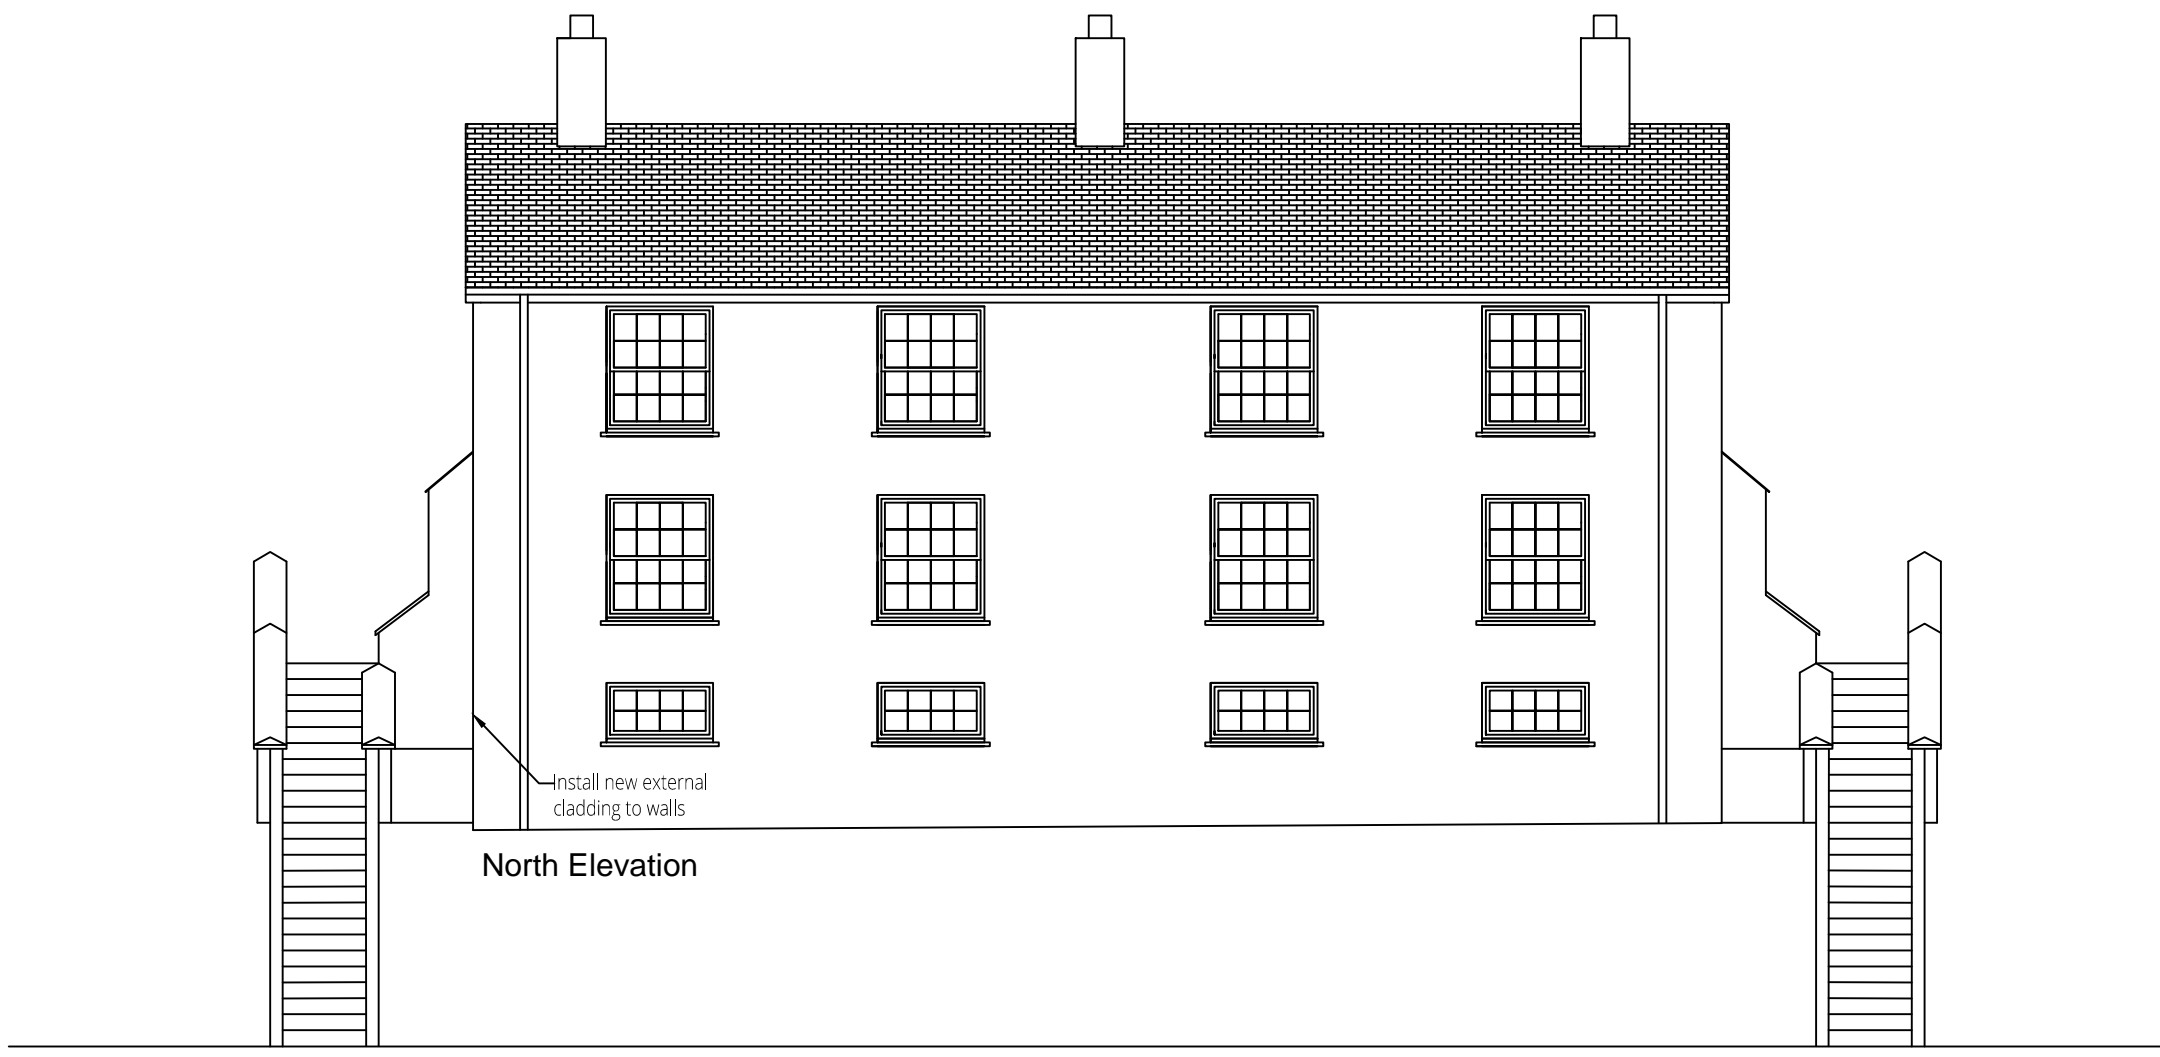 Install new external
cladding to walls
North Elevation